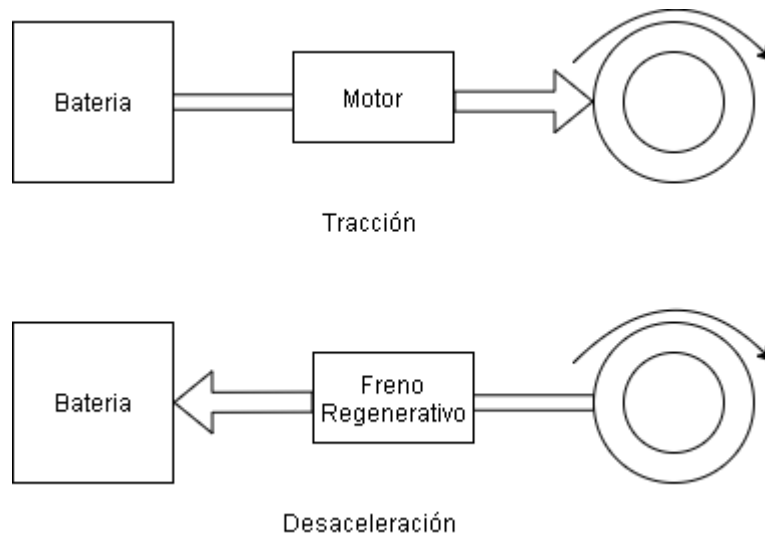 Bateria
Motor
Tracción
Bateria
Freno
Regenerativo
Desaceleración